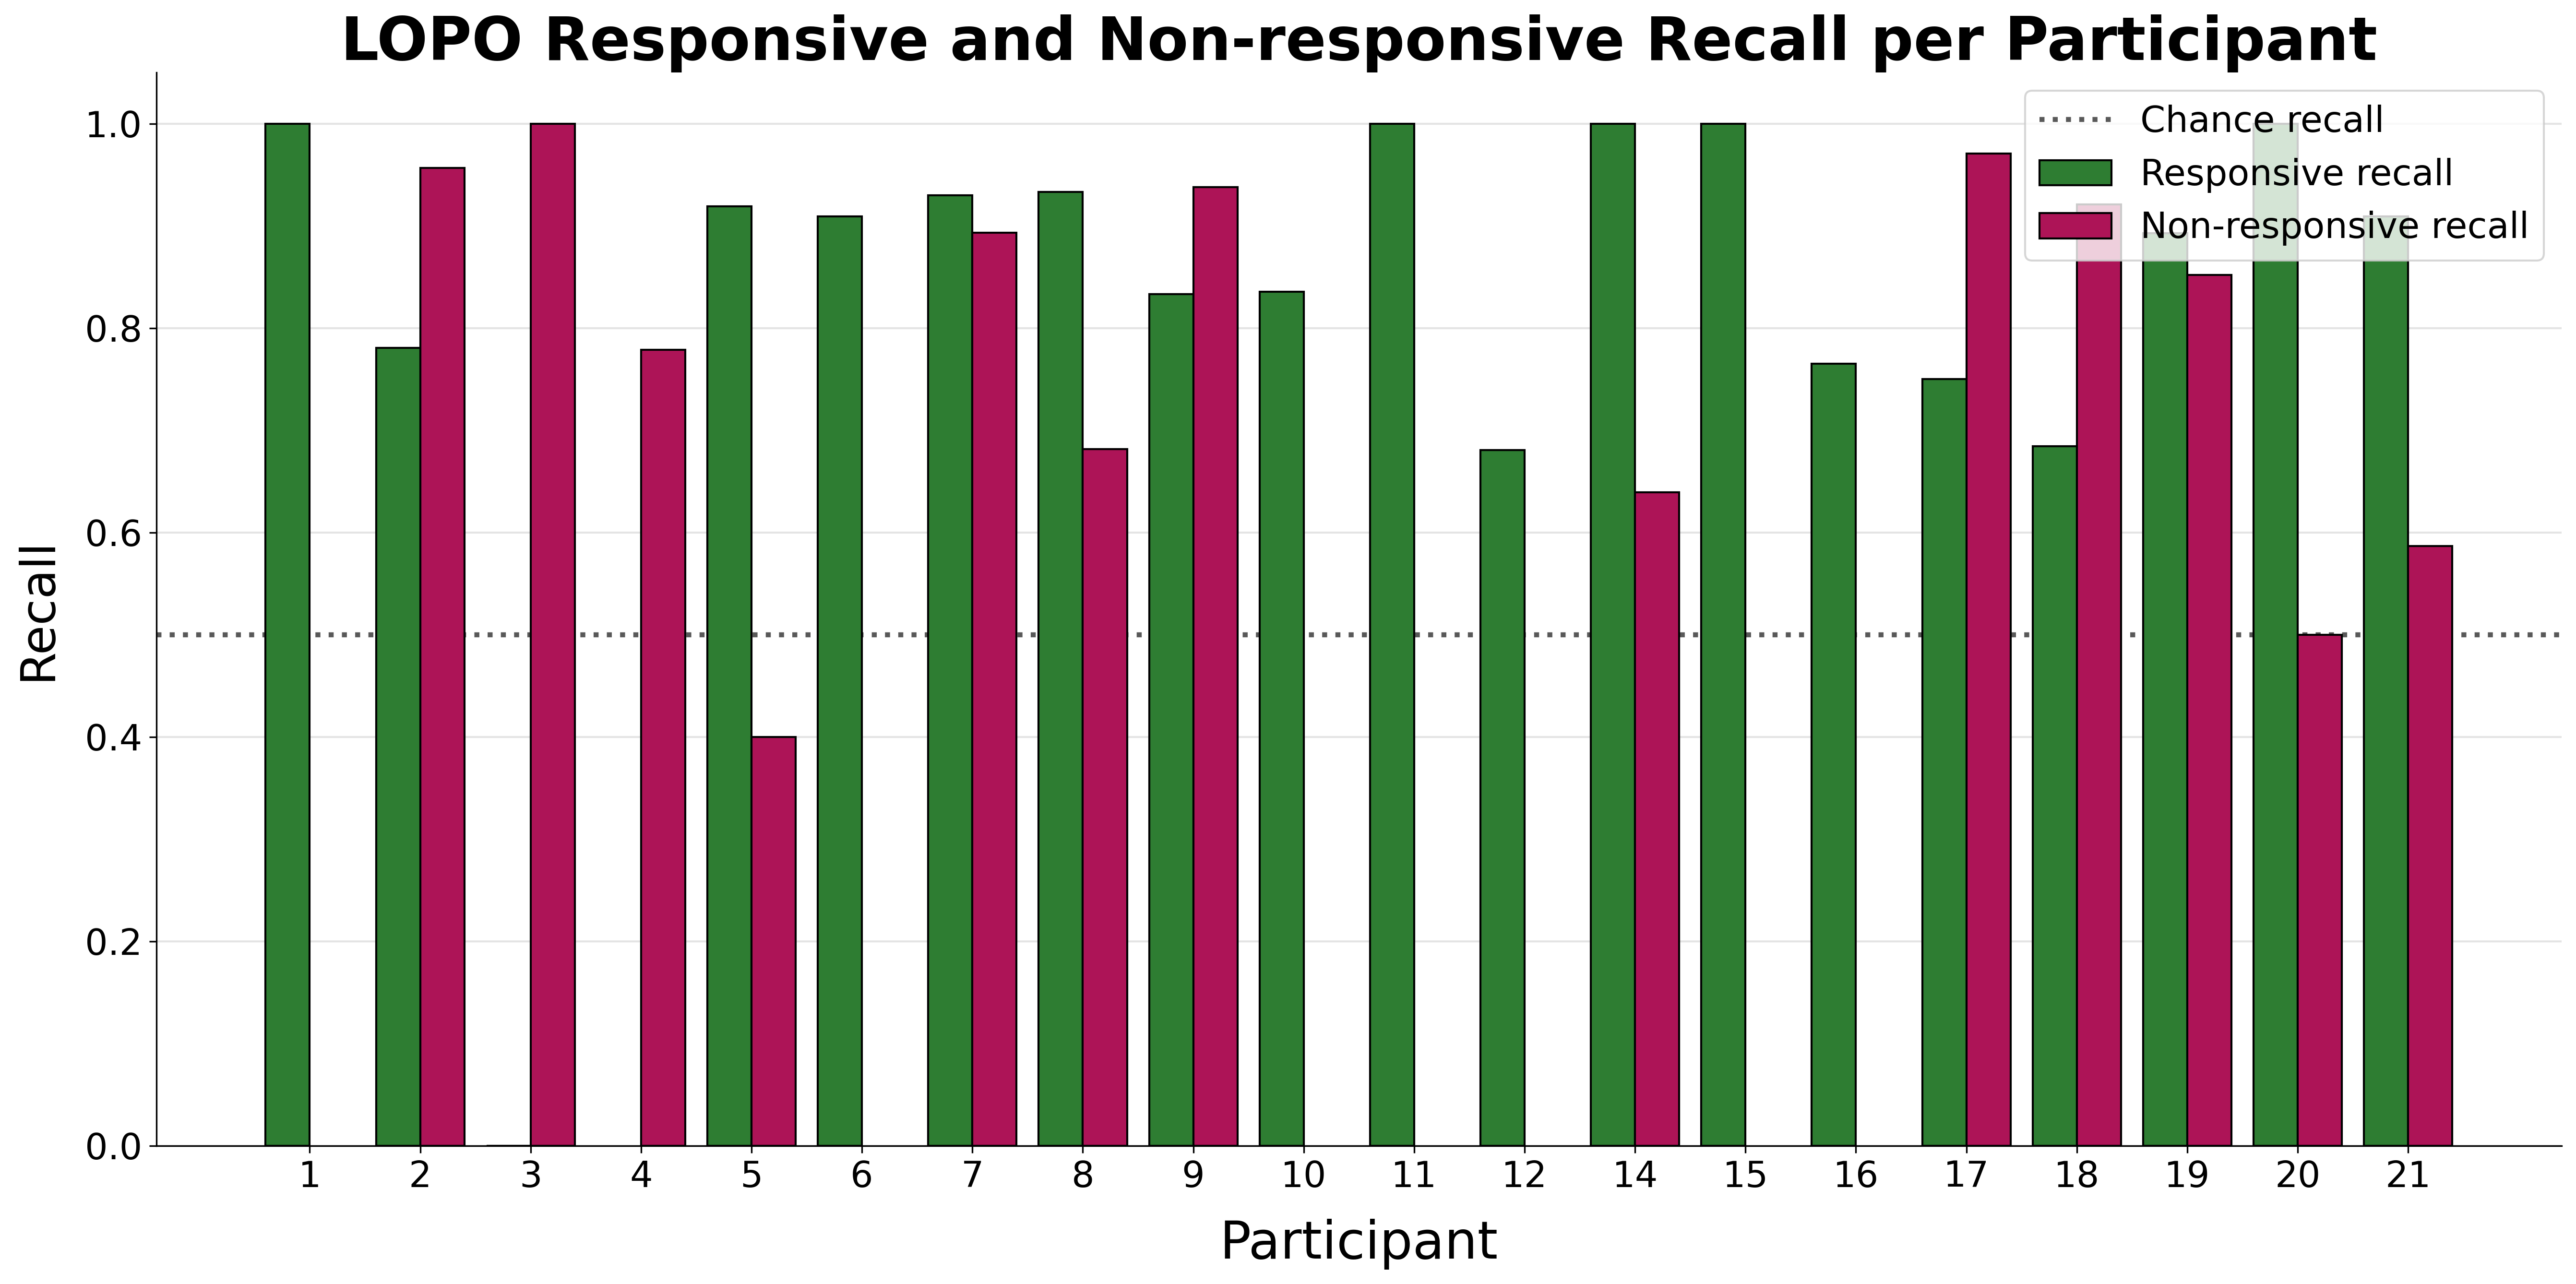 LOPO Responsive and Non-responsive Recall per Participant
Chance recall
Responsive recall
Non-responsive recall
1.0
0.8
0.6
0.4
0.2
0.0
Recall
1 2 3 4 5 6 7 8 9 10 11 12 14 15 16 17 18 19 20 21
Participant